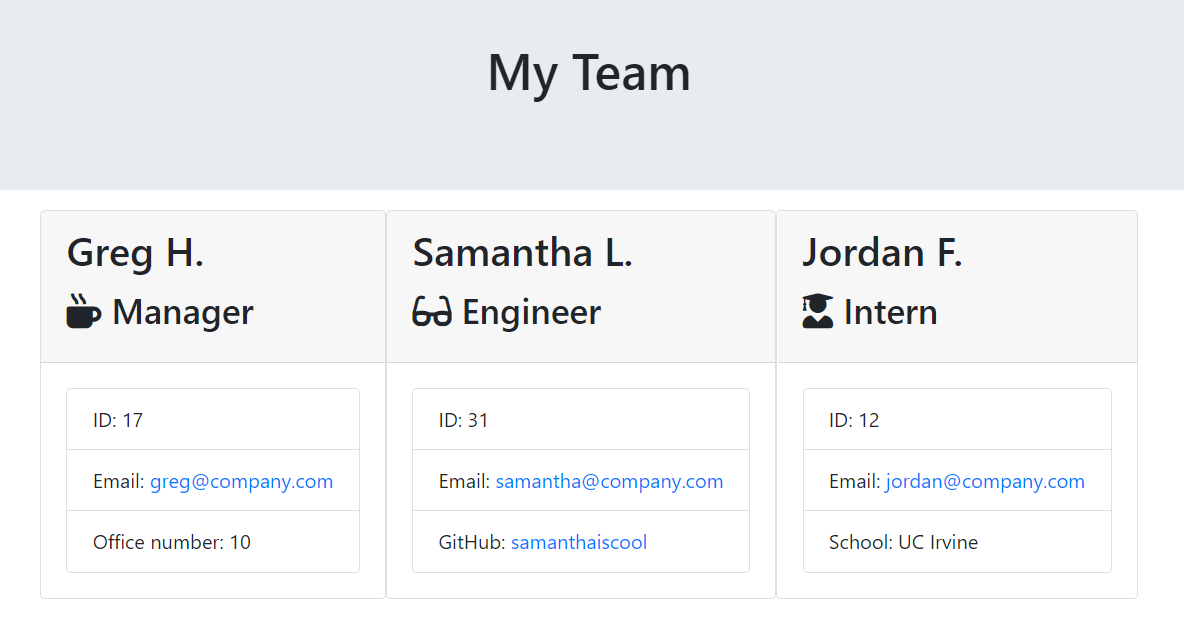 My Team
Greg H.
Manager
ID: 17
Email: greg@company.com
Office number: 10
Samantha L.
Engineer
ID: 31
Email: samantha@company.com
GitHub: samanthaiscool
Jordan F.
Intern
ID: 12
Email: jordan@company.com
School: UC Irvine